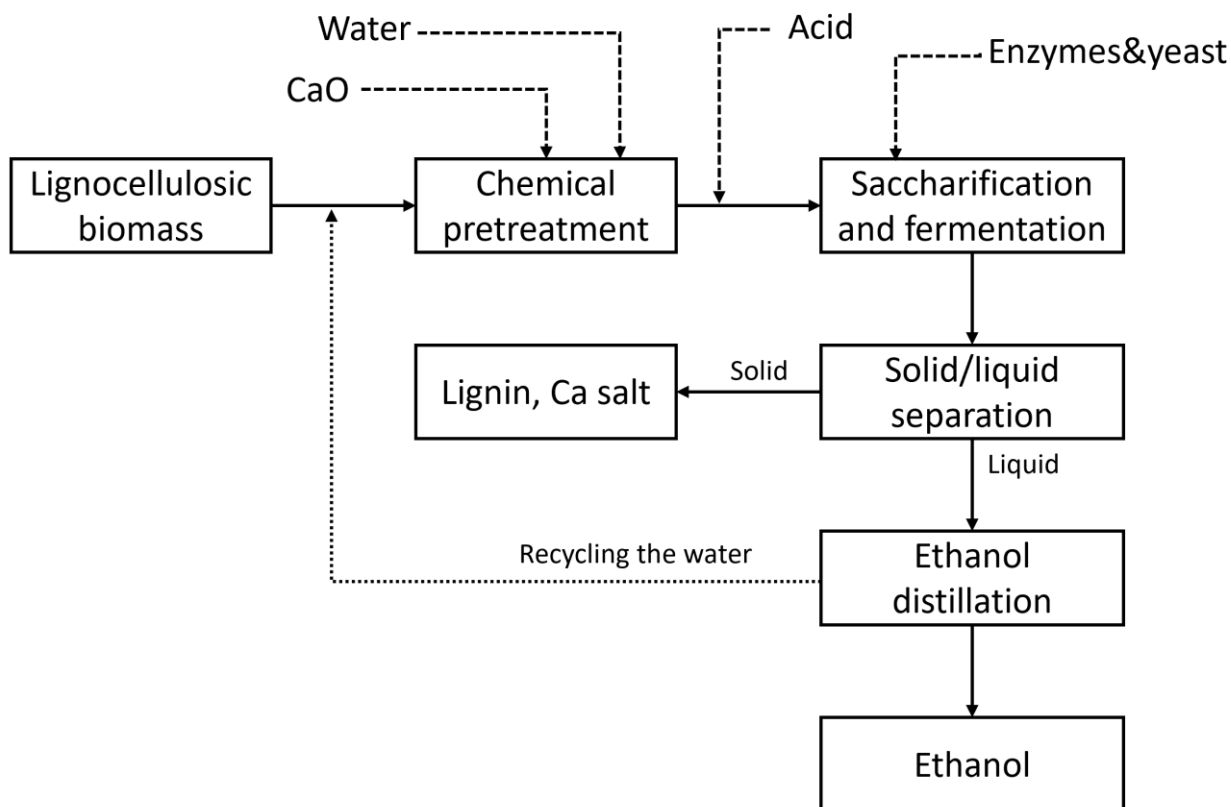 Water
Acid
Enzymes&yeast
CaO
Lignocellulosic
biomass
Chemical
pretreatment
Saccharification
and fermentation
Lignin, Ca salt
Solid
Solid/liquid
separation
Liquid
Recycling the water
Ethanol
distillation
Ethanol